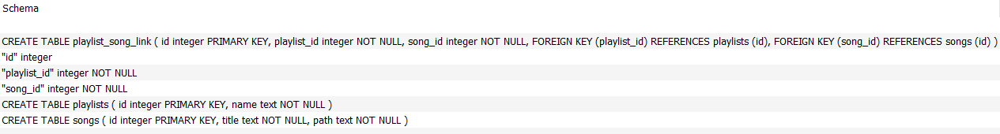 Schema
CREATE TABLE playlist_song_link ( id integer PRIMARY KEY, playlist_id integer NOT NULL, song_id integer NOT NULL, FOREIGN KEY (playlist_id) REFERENCES playlists (id), FOREIGN KEY (song_id) REFERENCES songs (id) )
"id" integer
"playlist_id" integer NOT NULL
"song_id" integer NOT NULL
CREATE TABLE playlists ( id integer PRIMARY KEY, name text NOT NULL )
CREATE TABLE songs ( id integer PRIMARY KEY, title text NOT NULL, path text NOT NULL )